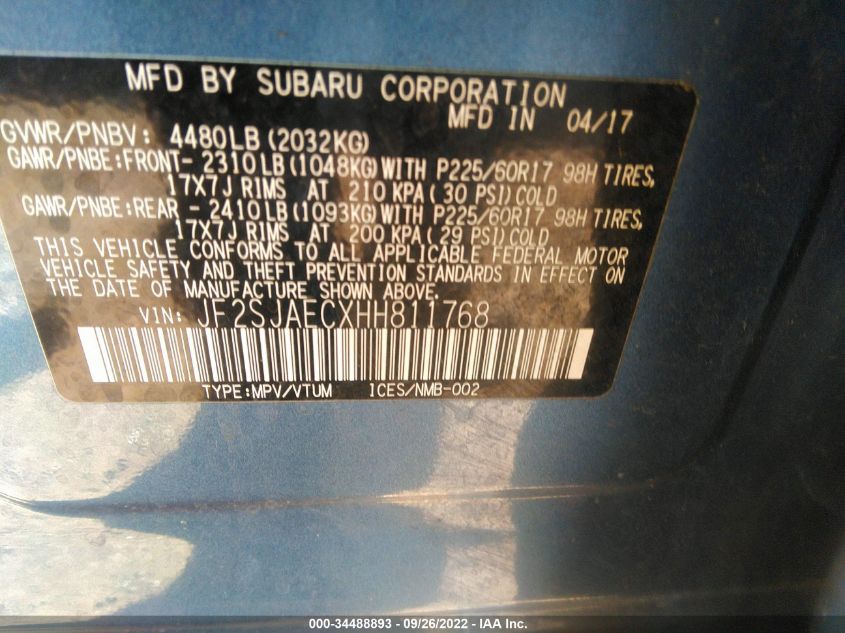 MFD BY SUBARU CORPORATION
MFD IN 04/17
GVWR/PNBV: 4480LB (2032KG)
GAWR/PNBE:FRONT- 2310LB(1048KG)WITH P225/60R17 98H TIRES,
17X7J RIMS AT 210 KPA( 30 PSI)COLD
GAWR/PNBE:REAR - 2410LB(1093KG)WITH P225/60R17 98H TIRES,
17X7J RIMS AT 200 KPA( 29 PSI)COLD
THIS VEHICLE CONFORMS TO ALL APPLICABLE FEDERAL MOTOR
VEHICLE SAFETY AND THEFT PREVENTION STANDARDS IN EFFECT ON
THE DATE OF MANUFACTURE SHOWN ABOVE.
VIN: JF2SJAECXHH811768
TYPE:MPV/VTUM ICES/NMB-002
000-34488893 - 09/26/2022 - IAA Inc.